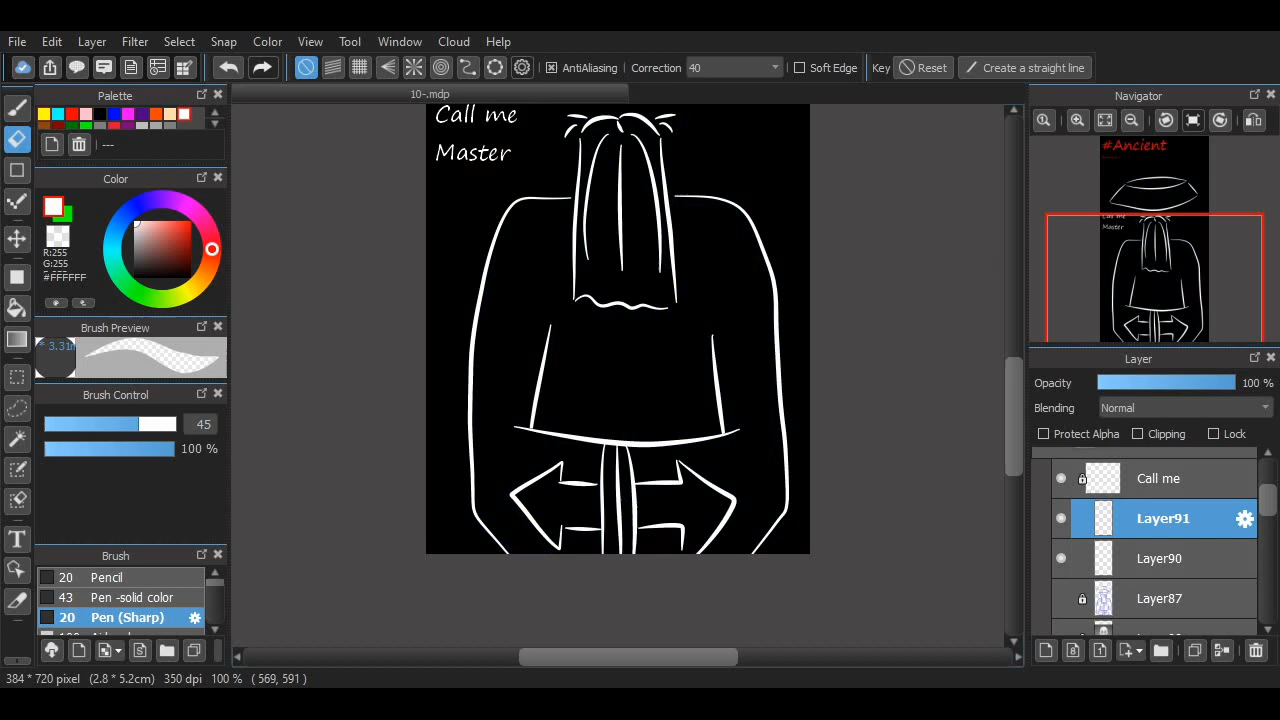 File Edit Layer Filter Select Snap Color View Tool Window Cloud Help
AntiAliasing Correction 40 Soft Edge Key Reset Create a straight line
Palette
---
Color
R:255
G:255
#FFFFFF
Brush Preview
Brush Control
45
100 %
Brush
20 Pencil
43 Pen -solid color
20 Pen (Sharp)
10-.mdp
Call me
Master
Navigator
#Ancient
Call me
Master
Layer
Opacity 100 %
Blending Normal
Protect Alpha Clipping Lock
Call me
Layer91
Layer90
Layer87
384 * 720 pixel (2.8 * 5.2cm) 350 dpi 100 % ( 569, 591 )